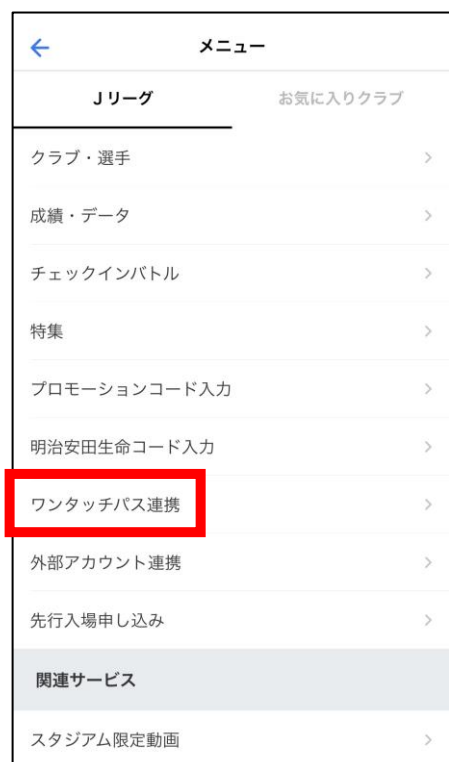 メニュー
Jリーグ
お気に入りクラブ
クラブ・選手
成績・データ
チェックインバトル
特集
プロモーションコード入力
明治安田生命コード入力
ワンタッチパス連携
外部アカウント連携
先行入場申し込み
関連サービス
スタジアム限定動画